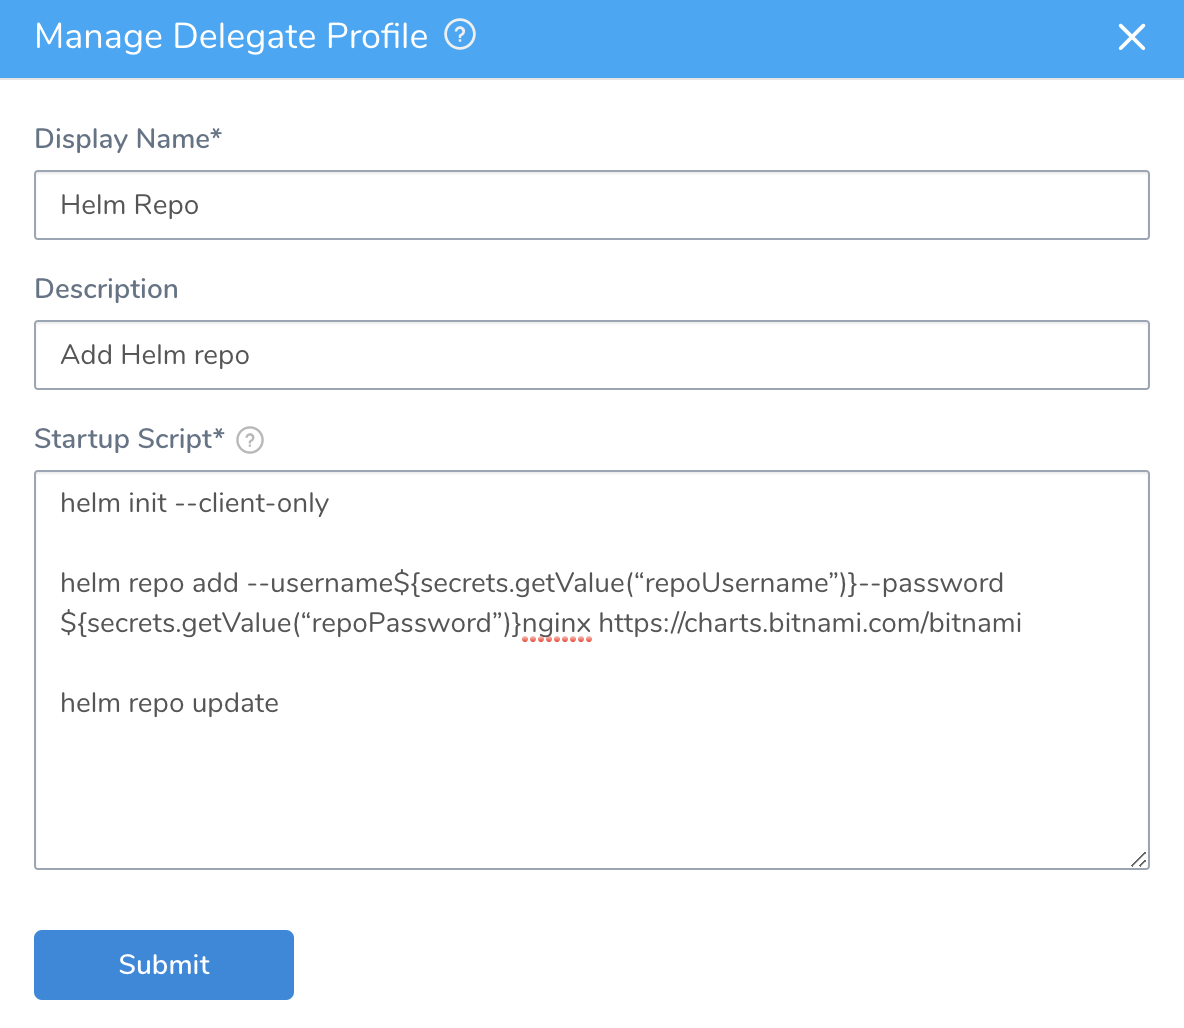 Manage Delegate Profile ?
Display Name*
Helm Repo
Description
Add Helm repo
Startup Script* ?
helm init --client-only
helm repo add --username${secrets.getValue(“repoUsername”)}--password
${secrets.getValue(“repoPassword”)}nginx https://charts.bitnami.com/bitnami
helm repo update
Submit